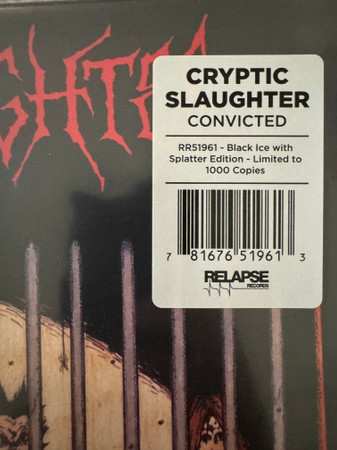 GHTER
CRYPTIC
SLAUGHTER
CONVICTED
RR51961 - Black Ice with
Splatter Edition - Limited to
1000 Copies
7 81676 51961 3
RELAPSE
RECORDS